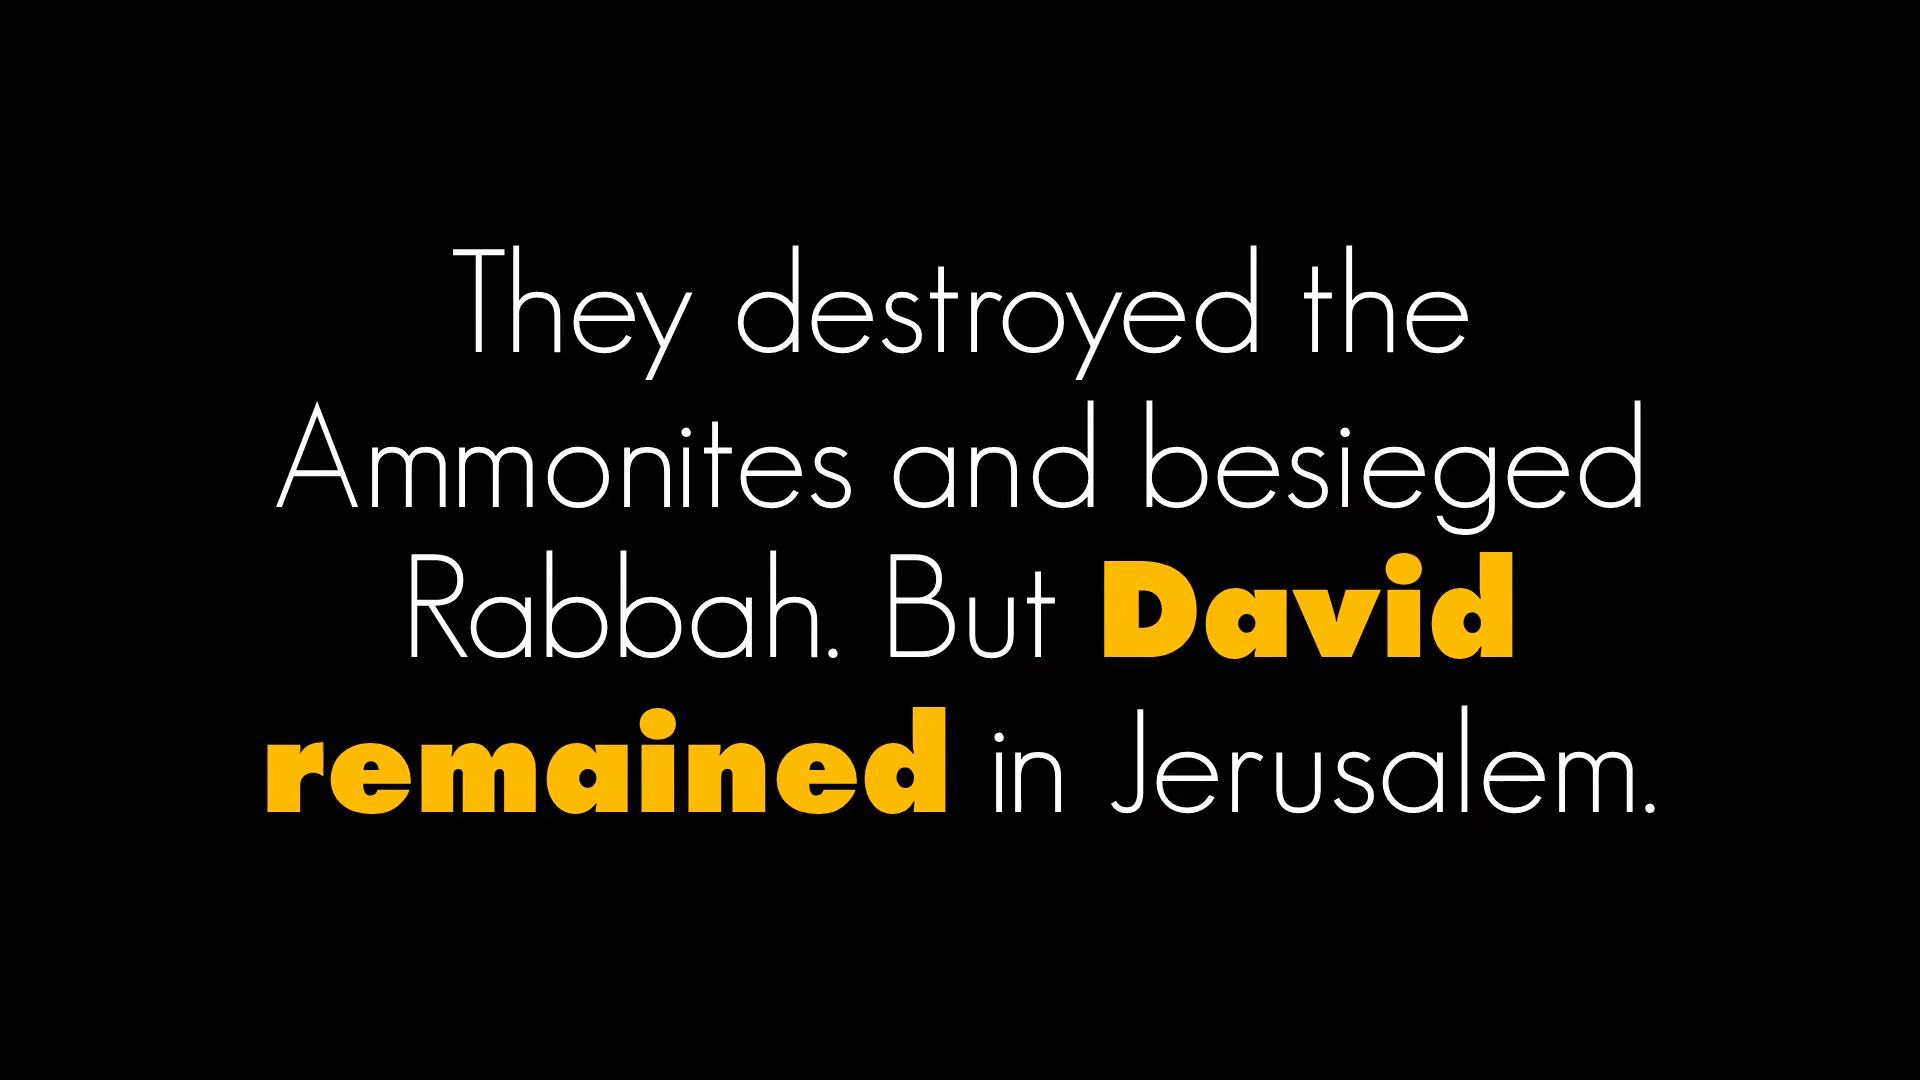 They destroyed the
Ammonites and besieged
Rabbah. But David
remained in Jerusalem.